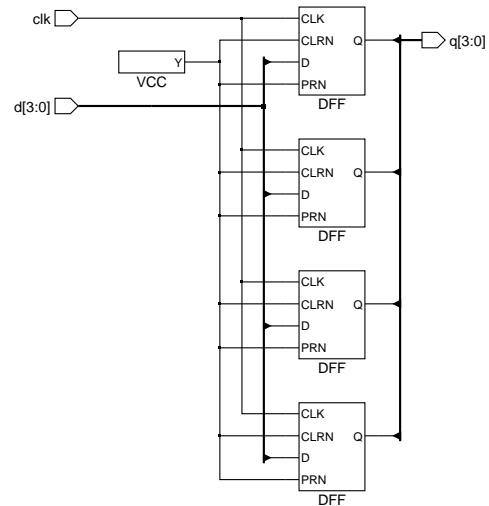 clk
CLK
CLRN
Q
q[3:0]
Y
D
VCC
PRN
d[3:0]
DFF
CLK
CLRN
Q
D
PRN
DFF
CLK
CLRN
Q
D
PRN
DFF
CLK
CLRN
Q
D
PRN
DFF